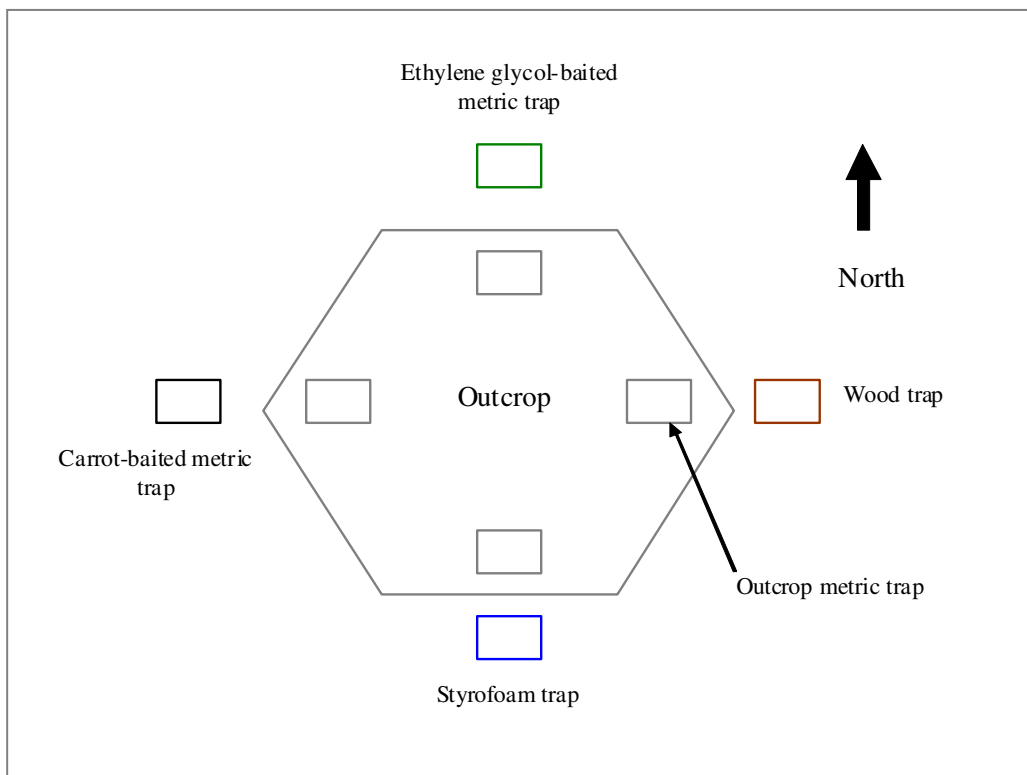 Ethylene glycol-baited
metric trap
North
Outcrop
Wood trap
Carrot-baited metric
trap
Outcrop metric trap
Styrofoam trap